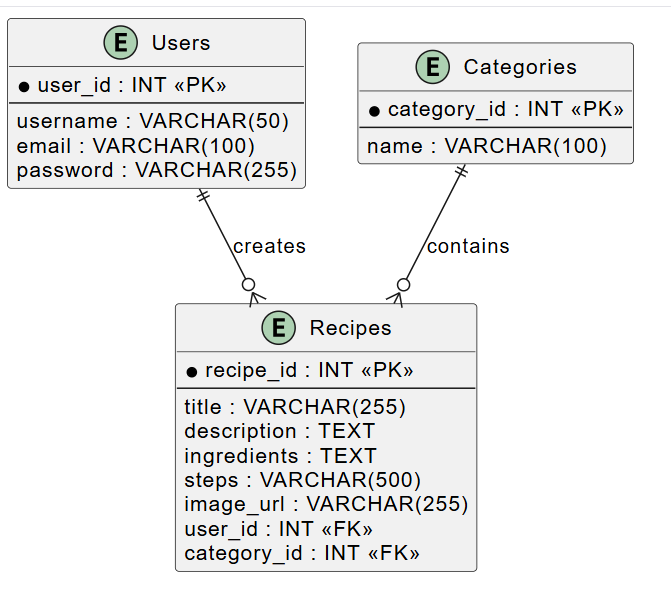 E Users
user_id : INT «PK»
username : VARCHAR(50)
email : VARCHAR(100)
password : VARCHAR(255)
E Categories
category_id : INT «PK»
name : VARCHAR(100)
creates
contains
E Recipes
recipe_id : INT «PK»
title : VARCHAR(255)
description : TEXT
ingredients : TEXT
steps : VARCHAR(500)
image_url : VARCHAR(255)
user_id : INT «FK»
category_id : INT «FK»